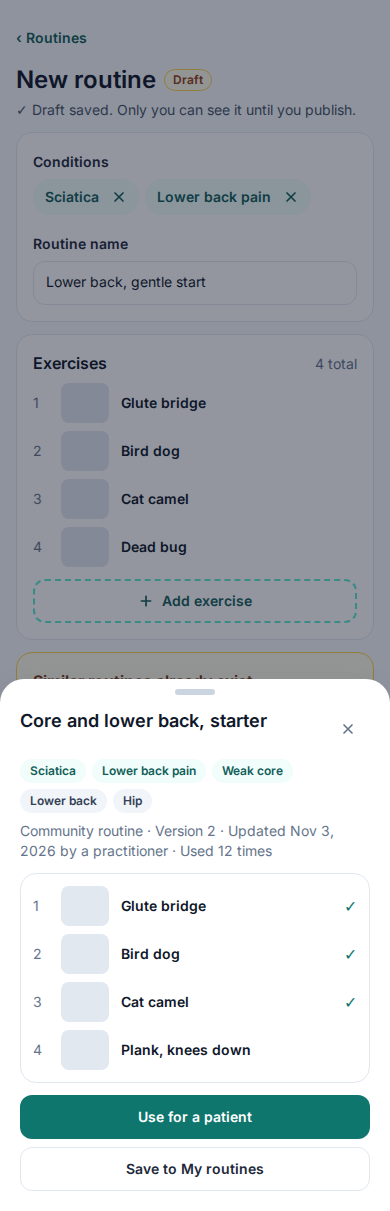 ‹ Routines
New routine Draft
✓ Draft saved. Only you can see it until you publish.
Conditions
Sciatica ✕ Lower back pain ✕
Routine name
Lower back, gentle start
Exercises 4 total
1 Glute bridge
2 Bird dog
3 Cat camel
4 Dead bug
+ Add exercise
Similar routines already exist
Core and lower back, starter ✕
Sciatica Lower back pain Weak core
Lower back Hip
Community routine · Version 2 · Updated Nov 3,
2026 by a practitioner · Used 12 times
1 Glute bridge ✓
2 Bird dog ✓
3 Cat camel ✓
4 Plank, knees down
Use for a patient
Save to My routines